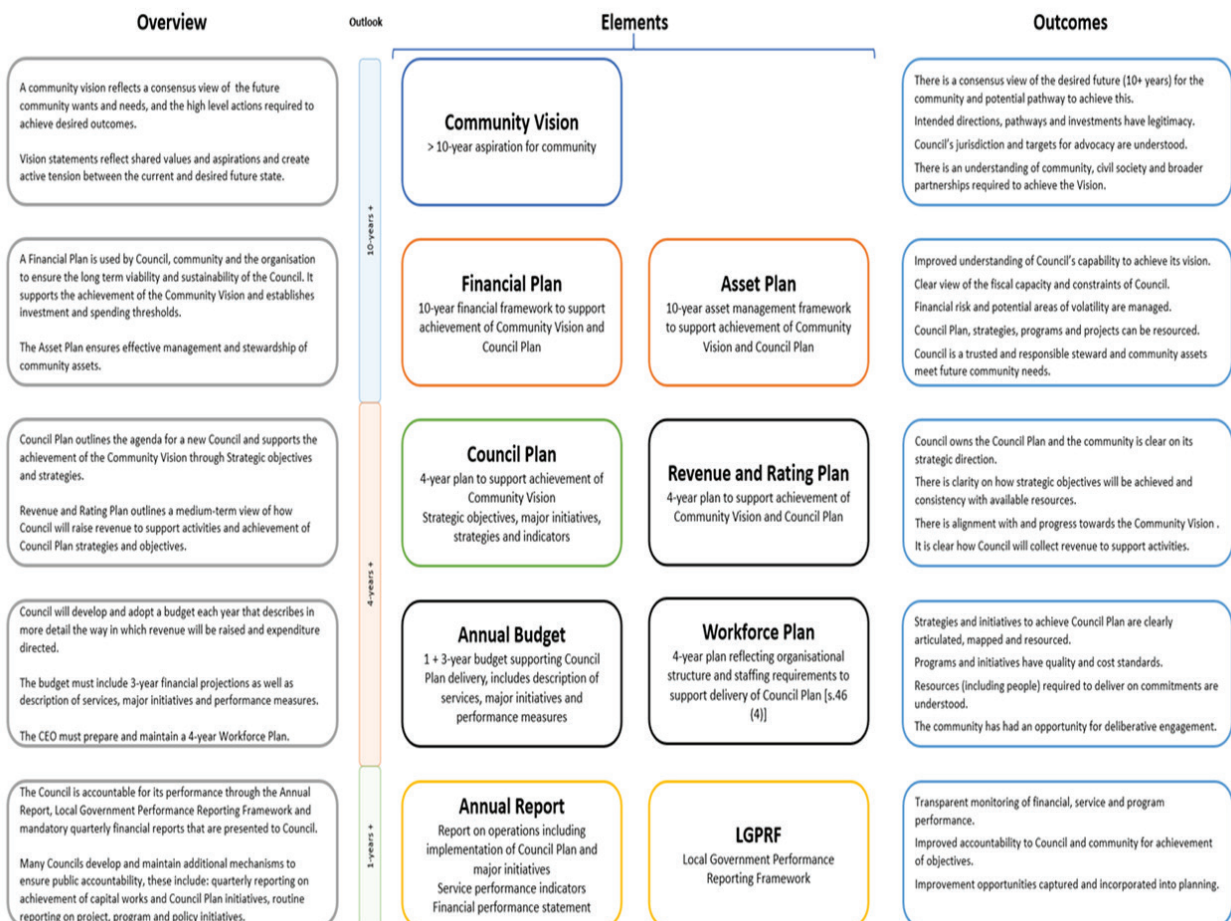 Overview
Outlook
Elements
Outcomes
A community vision reflects a consensus view of the future
community wants and needs, and the high level actions required to
achieve desired outcomes.
Vision statements reflect shared values and aspirations and create
active tension between the current and desired future state.
10-years +
Community Vision
> 10-year aspiration for community
There is a consensus view of the desired future (10+ years) for the
community and potential pathway to achieve this.
Intended directions, pathways and investments have legitimacy.
Council's jurisdiction and targets for advocacy are understood.
There is an understanding of community, civil society and broader
partnerships required to achieve the Vision.
A Financial Plan is used by Council, community and the organisation
to ensure the long term viability and sustainability of the Council. It
supports the achievement of the Community Vision and establishes
investment and spending thresholds.
The Asset Plan ensures effective management and stewardship of
community assets.
Financial Plan
10-year financial framework to support
achievement of Community Vision and
Council Plan
Asset Plan
10-year asset management framework
to support achievement of Community
Vision and Council Plan
Improved understanding of Council's capability to achieve its vision.
Clear view of the fiscal capacity and constraints of Council.
Financial risk and potential areas of volatility are managed.
Council Plan, strategies, programs and projects can be resourced.
Council is a trusted and responsible steward and community assets
meet future community needs.
Council Plan outlines the agenda for a new Council and supports the
achievement of the Community Vision through Strategic objectives
and strategies.
Revenue and Rating Plan outlines a medium-term view of how
Council will raise revenue to support activities and achievement of
Council Plan strategies and objectives.
4-years +
Council Plan
4-year plan to support achievement of
Community Vision
Strategic objectives, major initiatives,
strategies and indicators
Revenue and Rating Plan
4-year plan to support achievement of
Community Vision and Council Plan
Council owns the Council Plan and the community is clear on its
strategic direction.
There is clarity on how strategic objectives will be achieved and
consistency with available resources.
There is alignment with and progress towards the Community Vision .
It is clear how Council will collect revenue to support activities.
Council will develop and adopt a budget each year that describes in
more detail the way in which revenue will be raised and expenditure
directed.
The budget must include 3-year financial projections as well as
description of services, major initiatives and performance measures.
The CEO must prepare and maintain a 4-year Workforce Plan.
Annual Budget
1 + 3-year budget supporting Council
Plan delivery, includes description of
services, major initiatives and
performance measures
Workforce Plan
4-year plan reflecting organisational
structure and staffing requirements to
support delivery of Council Plan [s.46
(4)]
Strategies and initiatives to achieve Council Plan are clearly
articulated, mapped and resourced.
Programs and initiatives have quality and cost standards.
Resources (including people) required to deliver on commitments are
understood.
The community has had an opportunity for deliberative engagement.
The Council is accountable for its performance through the Annual
Report, Local Government Performance Reporting Framework and
mandatory quarterly financial reports that are presented to Council.
Many Councils develop and maintain additional mechanisms to
ensure public accountability, these include: quarterly reporting on
achievement of capital works and Council Plan initiatives, routine
reporting on project, program and policy initiatives.
1-years +
Annual Report
Report on operations including
implementation of Council Plan and
major initiatives
Service performance indicators
Financial performance statement
LGPRF
Local Government Performance
Reporting Framework
Transparent monitoring of financial, service and program
performance.
Improved accountability to Council and community for achievement
of objectives.
Improvement opportunities captured and incorporated into planning.